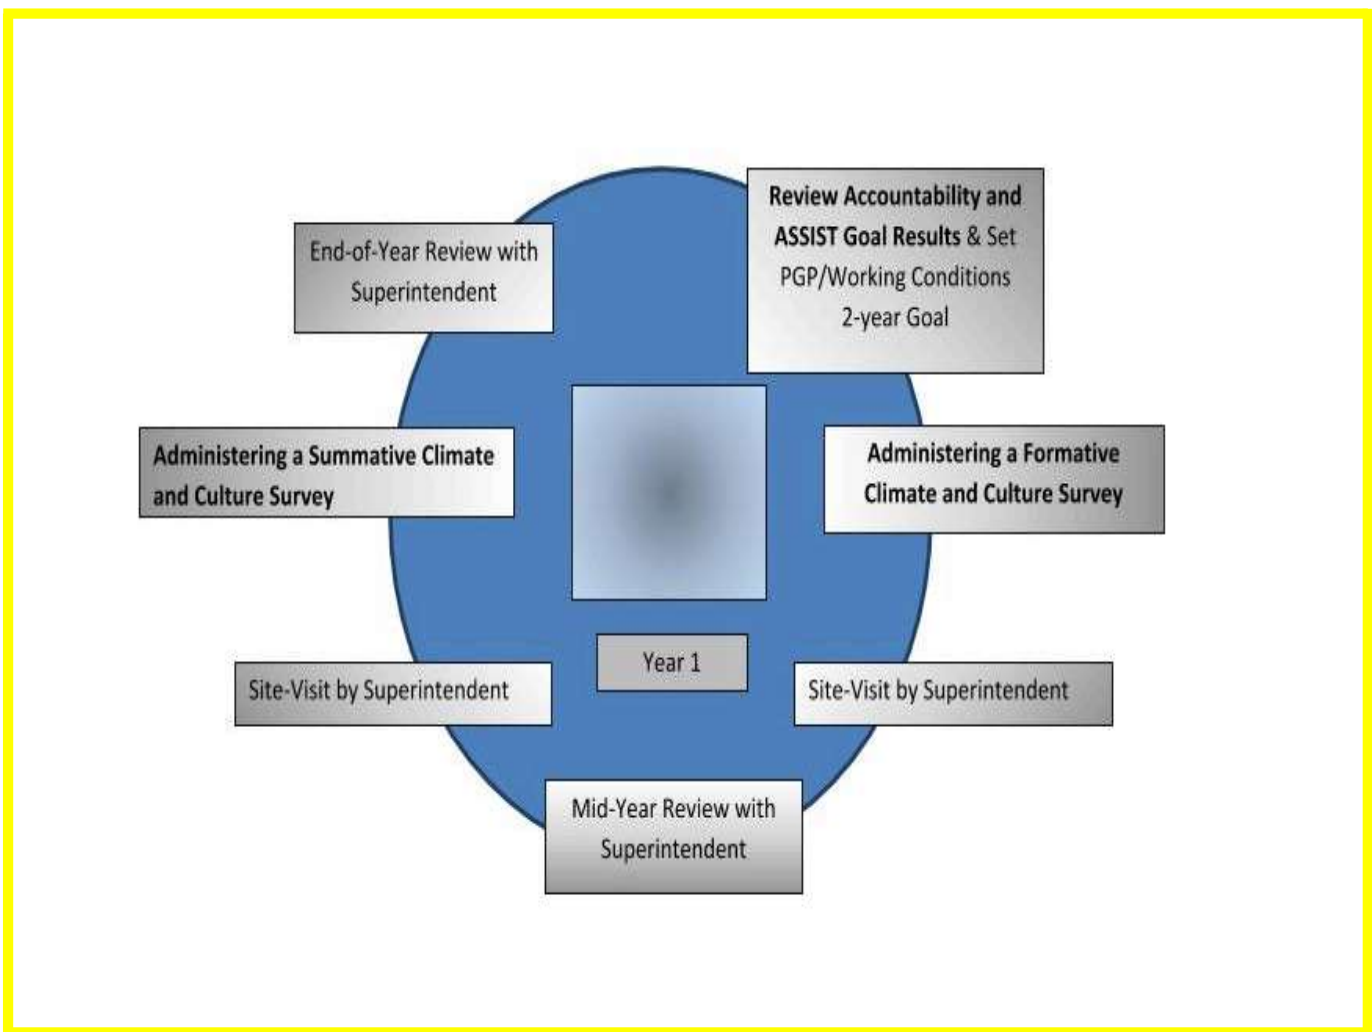 Review Accountability and
ASSIST Goal Results & Set
PGP/Working Conditions
2-year Goal
End-of-Year Review with
Superintendent
Administering a Summative Climate
and Culture Survey
Administering a Formative
Climate and Culture Survey
Year 1
Site-Visit by Superintendent
Site-Visit by Superintendent
Mid-Year Review with
Superintendent